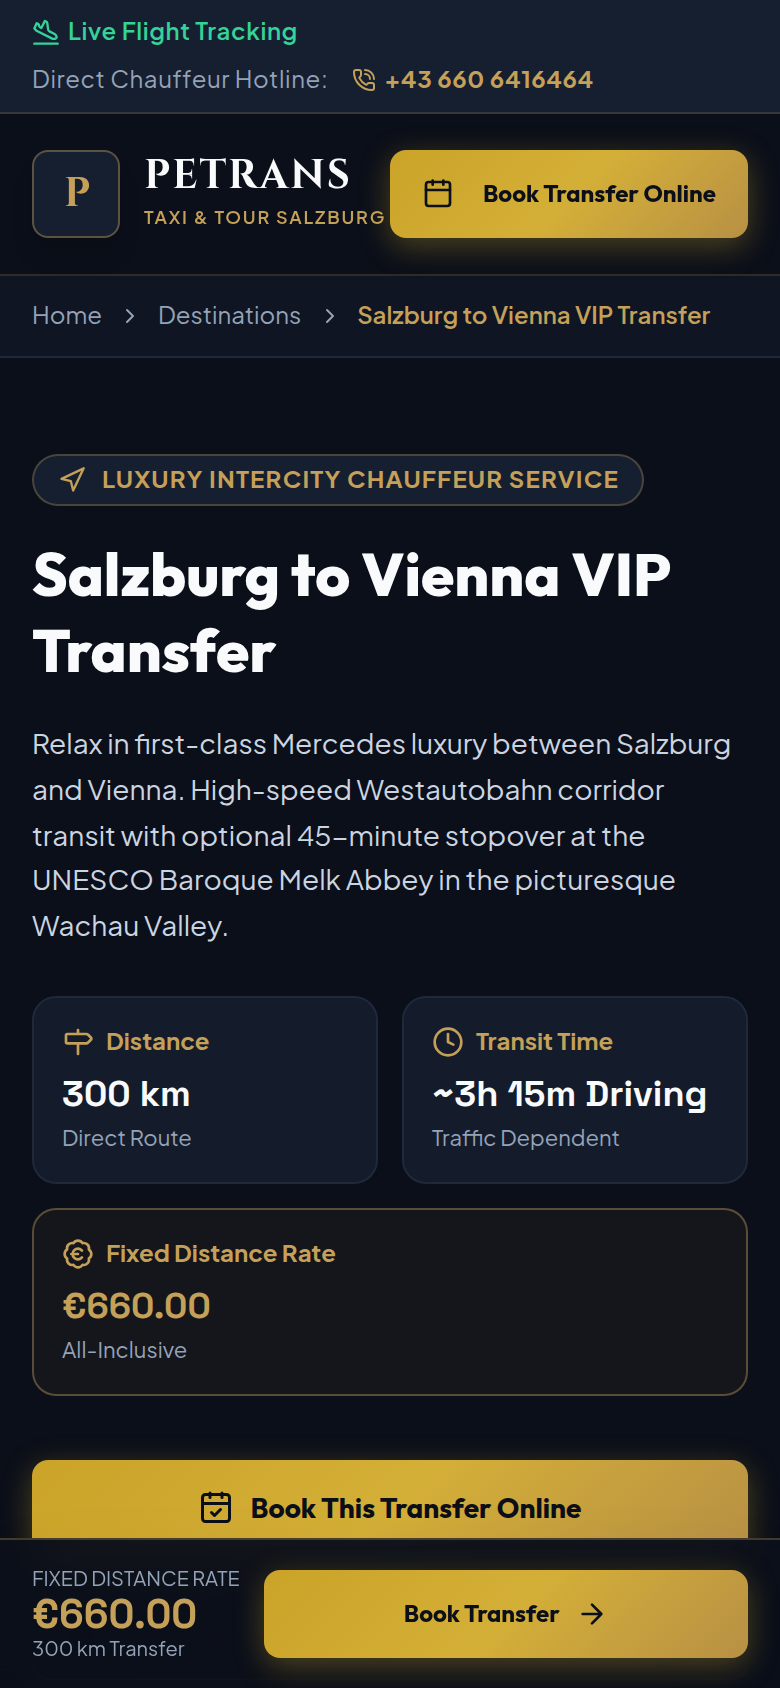 Live Flight Tracking
Direct Chauffeur Hotline: +43 660 6416464
P
PETRANS
TAXI & TOUR SALZBURG
Book Transfer Online
Home > Destinations > Salzburg to Vienna VIP Transfer
LUXURY INTERCITY CHAUFFEUR SERVICE
Salzburg to Vienna VIP
Transfer
Relax in first-class Mercedes luxury between Salzburg
and Vienna. High-speed Westautobahn corridor
transit with optional 45-minute stopover at the
UNESCO Baroque Melk Abbey in the picturesque
Wachau Valley.
Distance
300 km
Direct Route
Transit Time
~3h 15m Driving
Traffic Dependent
Fixed Distance Rate
€660.00
All-Inclusive
Book This Transfer Online
FIXED DISTANCE RATE
€660.00
300 km Transfer
Book Transfer →